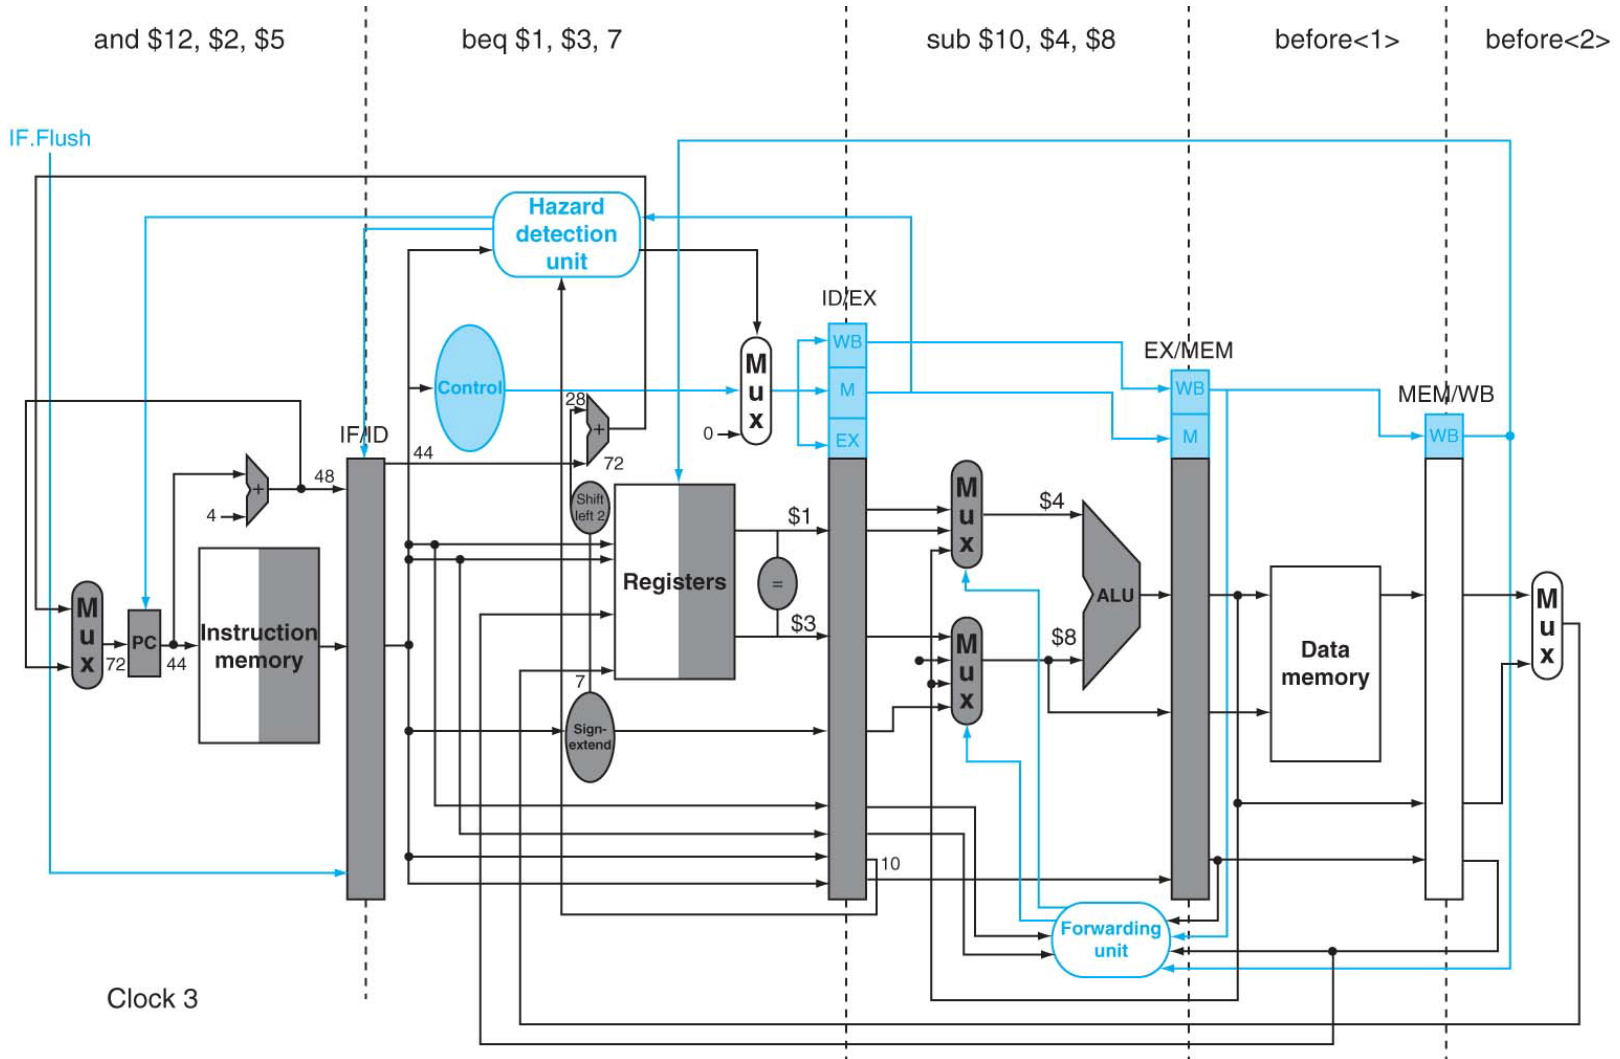 and $12, $2, $5
beq $1, $3, 7
sub $10, $4, $8
before<1>
before<2>
IF.Flush
Hazard
detection
unit
ID/EX
WB
M
EX
EX/MEM
WB
M
MEM/WB
WB
Control
M
u
x
0
28
+
72
IF/ID
44
48
+
4
Shift
left 2
$1
=
$3
Registers
M
u
x
$4
M
u
x
$8
ALU
M
u
x
72
PC
44
Instruction
memory
Data
memory
M
u
x
7
Sign-
extend
10
Forwarding
unit
Clock 3